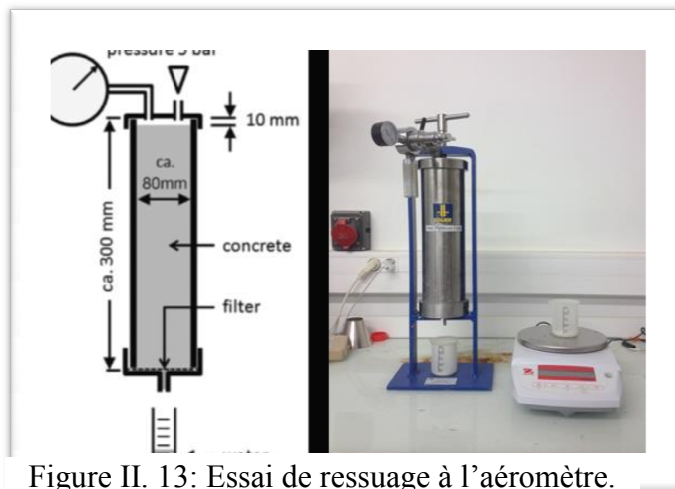 pressure 5 bar
10 mm
ca.
80mm
ca. 300 mm
concrete
filter
water
Figure II. 13: Essai de ressuage à l'aéromètre.